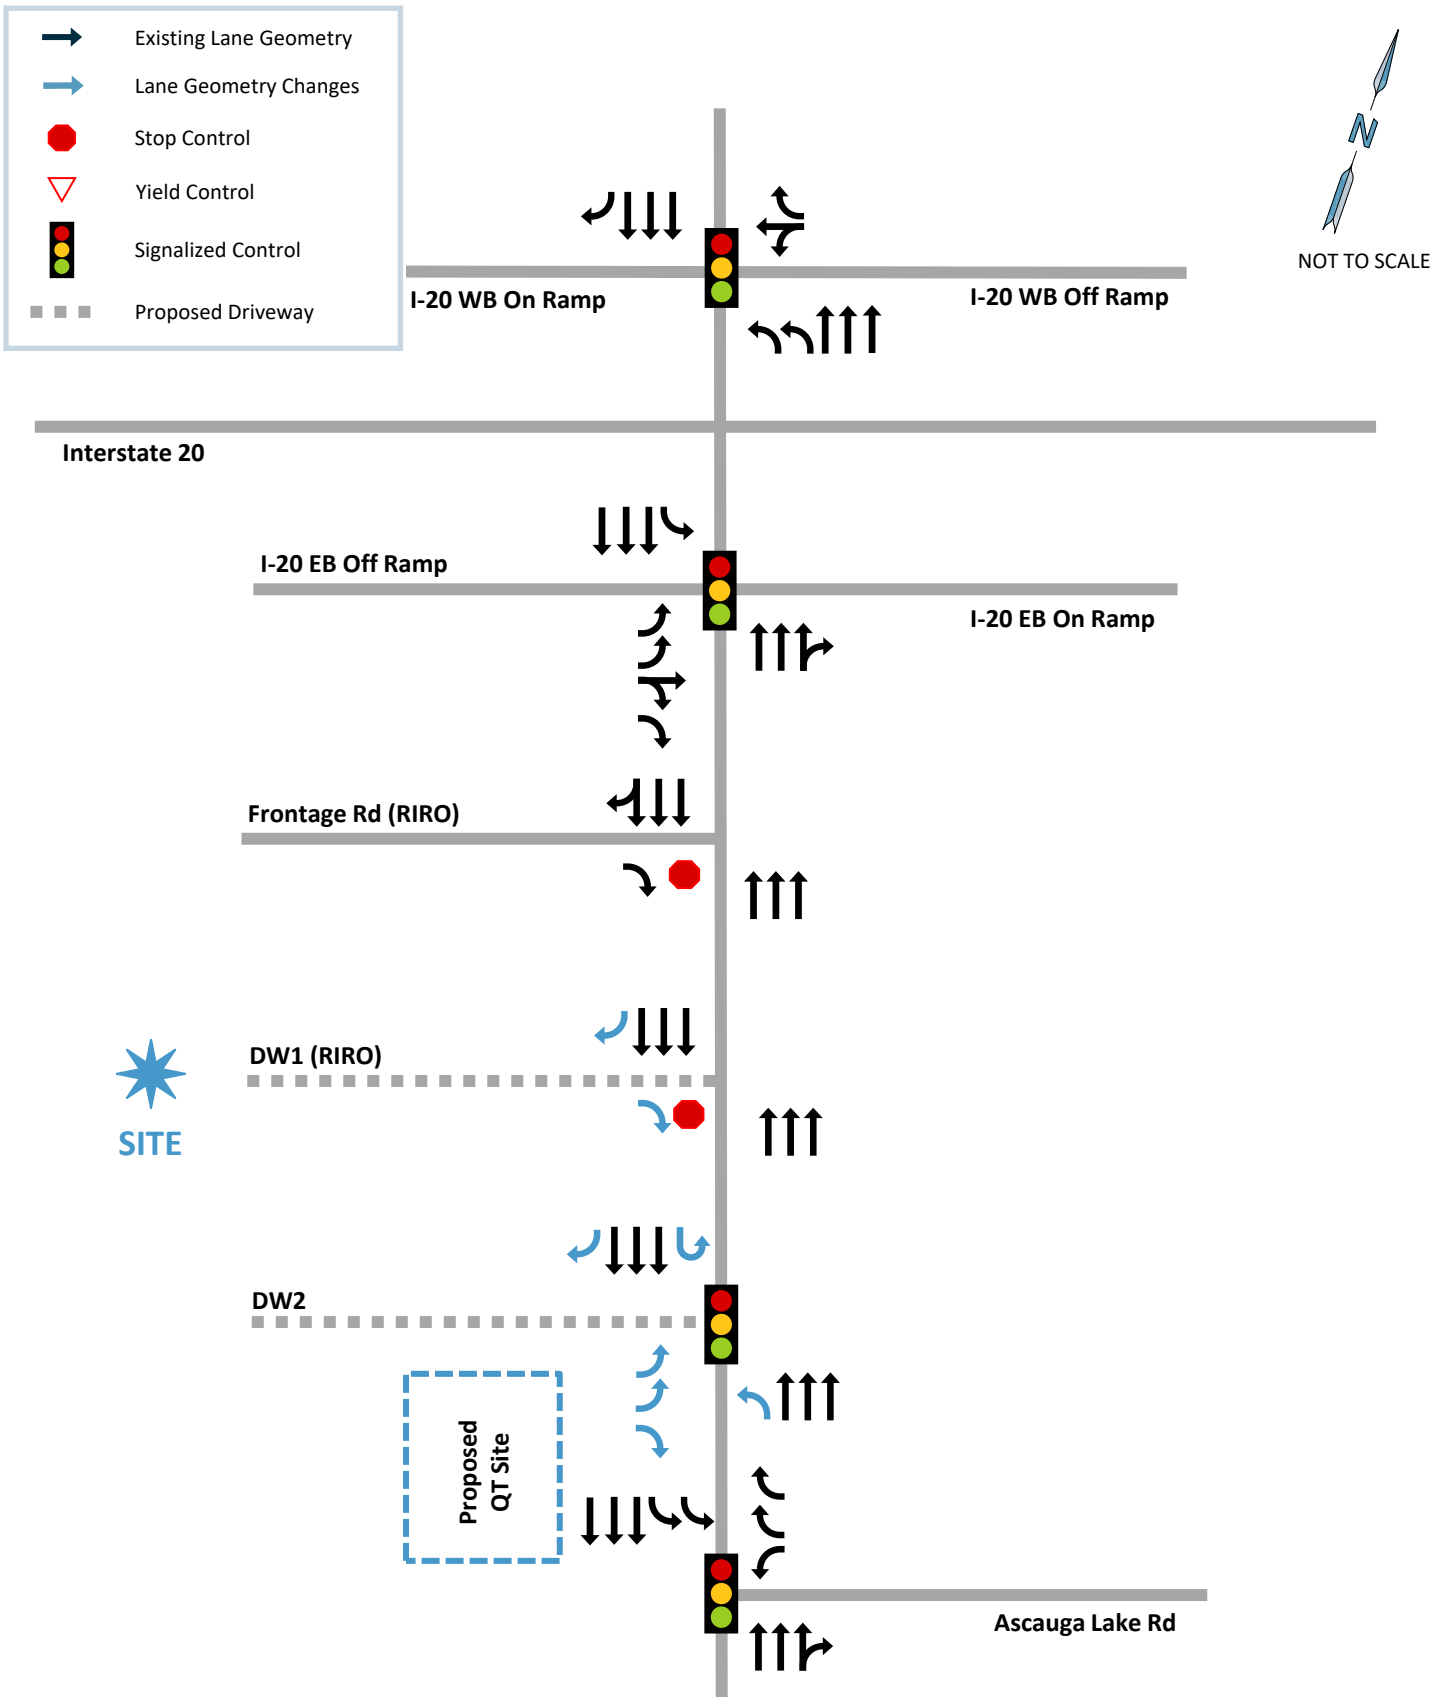 Existing Lane Geometry
Lane Geometry Changes
Stop Control
Yield Control
Signalized Control
Proposed Driveway
N
NOT TO SCALE
I-20 WB On Ramp
I-20 WB Off Ramp
Interstate 20
I-20 EB Off Ramp
I-20 EB On Ramp
Frontage Rd (RIRO)
DW1 (RIRO)
SITE
DW2
Proposed
QT Site
Ascauga Lake Rd